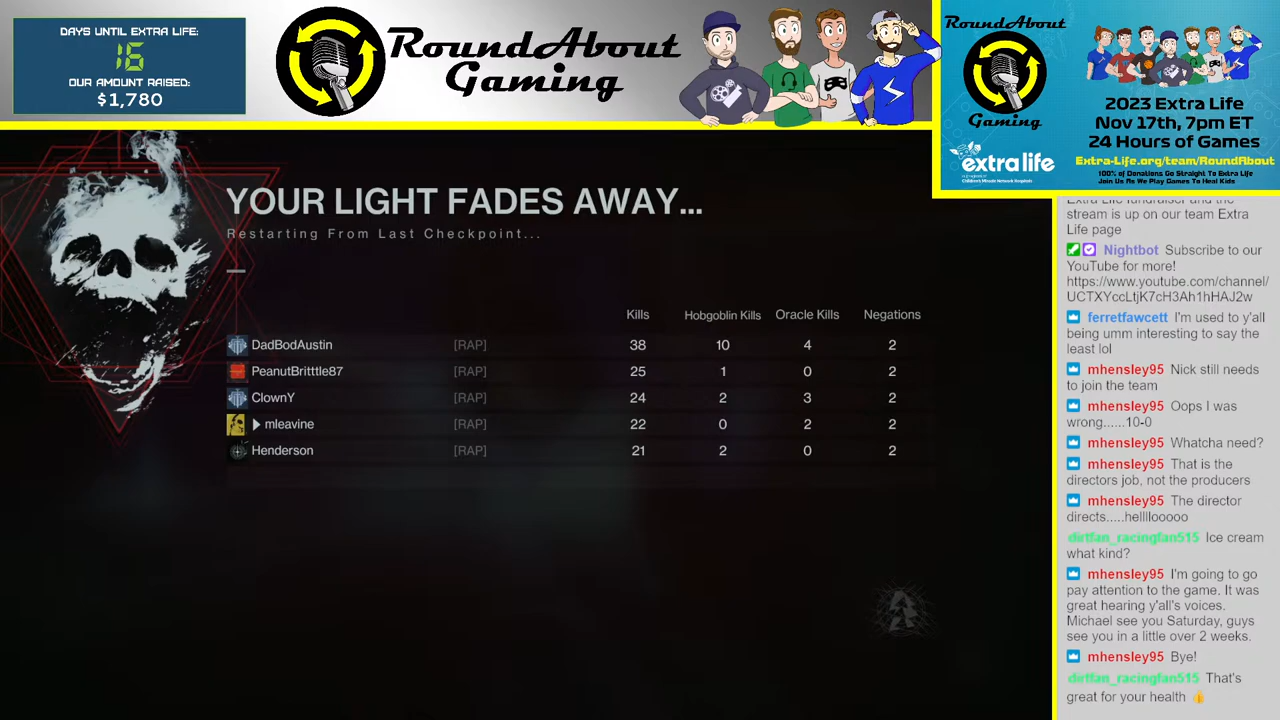 DAYS UNTIL EXTRA LIFE:
16
OUR AMOUNT RAISED:
$1,780
RoundAbout
Gaming
RoundAbout
Gaming
2023 Extra Life
Nov 17th, 7pm ET
24 Hours of Games
Extra-Life.org/team/RoundAbout
100% of Donations Go Straight To Extra Life
Join Us As We Play Games To Heal Kids
extra life
Children's Miracle Network Hospitals
YOUR LIGHT FADES AWAY...
Restarting From Last Checkpoint...
Kills Hobgoblin Kills Oracle Kills Negations
DadBodAustin [RAP] 38 10 4 2
PeanutBritttle87 [RAP] 25 1 0 2
ClownY [RAP] 24 2 3 2
mleavine [RAP] 22 0 2 2
Henderson [RAP] 21 2 0 2
Extra Life fundraiser and the
stream is up on our team Extra
Life page
Nightbot Subscribe to our
YouTube for more!
https://www.youtube.com/channel/
UCTXYccLtjK7cH3Ah1hHAJ2w
ferretfawcett I'm used to y'all
being umm interesting to say the
least lol
mhensley95 Nick still needs
to join the team
mhensley95 Oops I was
wrong......10-0
mhensley95 Whatcha need?
mhensley95 That is the
directors job, not the producers
mhensley95 The director
directs.....hellllooooo
dirtfan_racingfan515 Ice cream
what kind?
mhensley95 I'm going to go
pay attention to the game. It was
great hearing y'all's voices.
Michael see you Saturday, guys
see you in a little over 2 weeks.
mhensley95 Bye!
dirtfan_racingfan515 That's
great for your health 👍